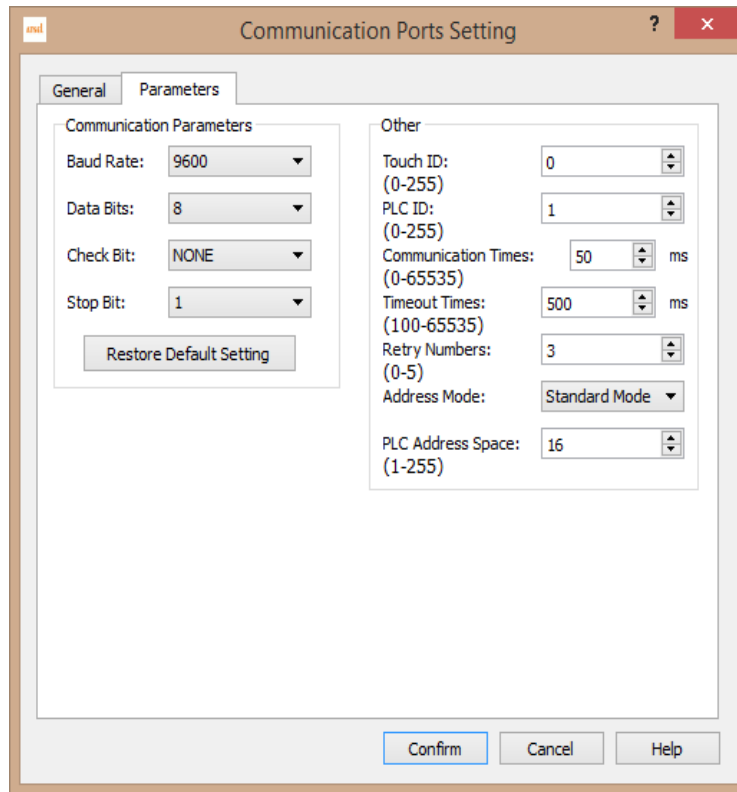 Communication Ports Setting
?
×
General
Parameters
Communication Parameters
Baud Rate: 9600
Data Bits: 8
Check Bit: NONE
Stop Bit: 1
Restore Default Setting
Other
Touch ID: 0
(0-255)
PLC ID: 1
(0-255)
Communication Times: 50 ms
(0-65535)
Timeout Times: 500 ms
(100-65535)
Retry Numbers: 3
(0-5)
Address Mode: Standard Mode
PLC Address Space: 16
(1-255)
Confirm
Cancel
Help